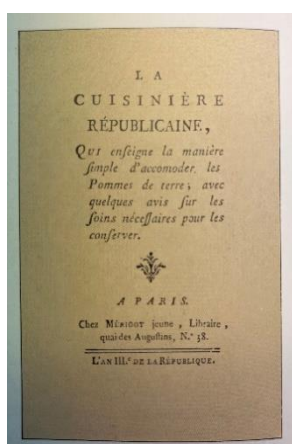 LA
CUISINIÈRE
RÉPUBLICAINE,
Qui enſeigne la manière
ſimple d'accomoder les
Pommes de terre; avec
quelques avis ſur les
ſoins néceſſaires pour les
conſerver.
A PARIS.
Chez MÉRIGOT jeune, Libraire,
quai des Auguſtins, N.º 38.
L'AN III.e DE LA RÉPUBLIQUE.